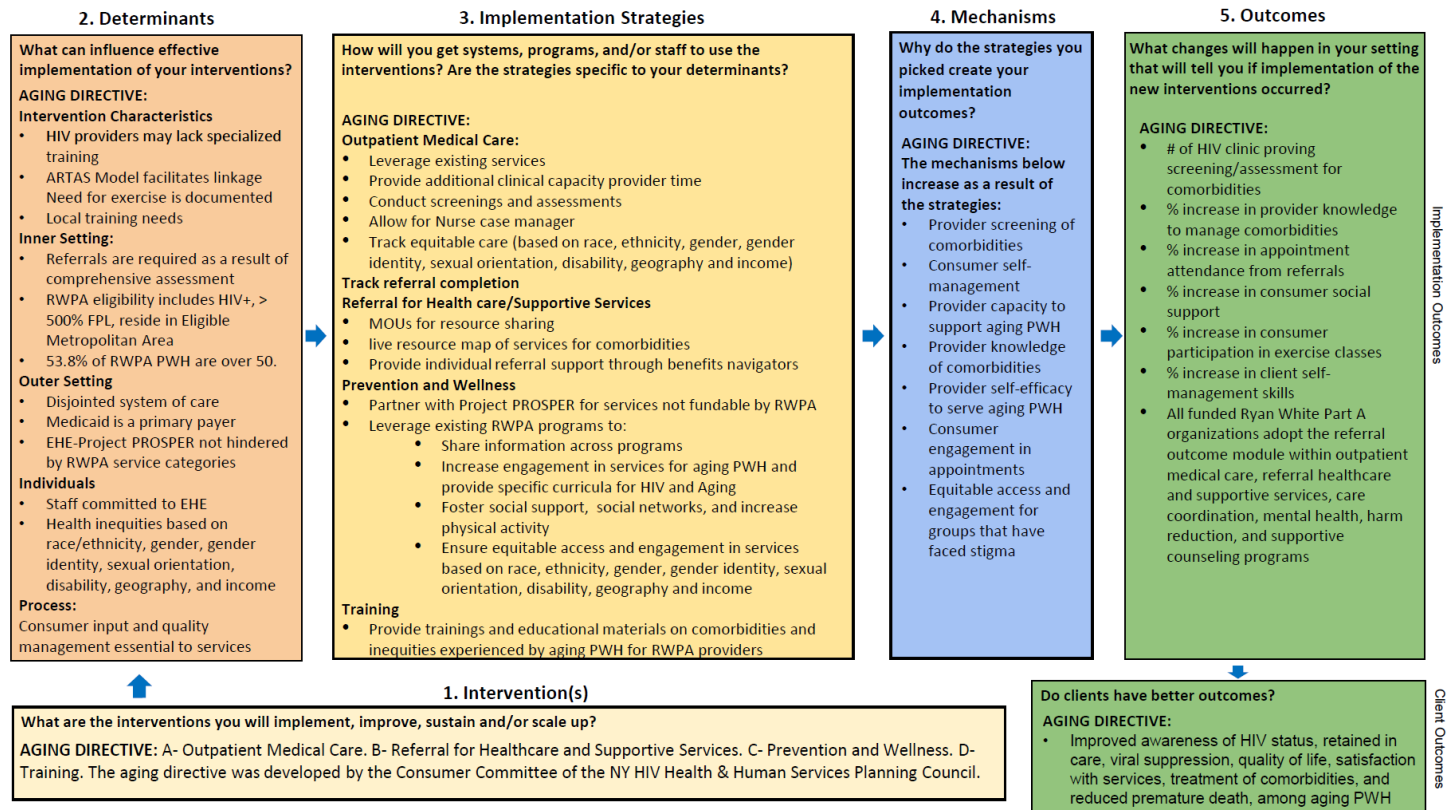 2. Determinants
What can influence effective
implementation of your interventions?
AGING DIRECTIVE:
Intervention Characteristics
• HIV providers may lack specialized
training
• ARTAS Model facilitates linkage
Need for exercise is documented
• Local training needs
Inner Setting:
• Referrals are required as a result of
comprehensive assessment
• RWPA eligibility includes HIV+, >
500% FPL, reside in Eligible
Metropolitan Area
• 53.8% of RWPA PWH are over 50.
Outer Setting
• Disjointed system of care
• Medicaid is a primary payer
• EHE-Project PROSPER not hindered
by RWPA service categories
Individuals
• Staff committed to EHE
• Health inequities based on
race/ethnicity, gender, gender
identity, sexual orientation,
disability, geography, and income
Process:
Consumer input and quality
management essential to services
3. Implementation Strategies
How will you get systems, programs, and/or staff to use the
interventions? Are the strategies specific to your determinants?
AGING DIRECTIVE:
Outpatient Medical Care:
• Leverage existing services
• Provide additional clinical capacity provider time
• Conduct screenings and assessments
• Allow for Nurse case manager
• Track equitable care (based on race, ethnicity, gender, gender
identity, sexual orientation, disability, geography and income)
Track referral completion
Referral for Health care/Supportive Services
• MOUs for resource sharing
• live resource map of services for comorbidities
• Provide individual referral support through benefits navigators
Prevention and Wellness
• Partner with Project PROSPER for services not fundable by RWPA
• Leverage existing RWPA programs to:
• Share information across programs
• Increase engagement in services for aging PWH and
provide specific curricula for HIV and Aging
• Foster social support, social networks, and increase
physical activity
• Ensure equitable access and engagement in services
based on race, ethnicity, gender, gender identity, sexual
orientation, disability, geography and income
Training
• Provide trainings and educational materials on comorbidities and
inequities experienced by aging PWH for RWPA providers
4. Mechanisms
Why do the strategies you
picked create your
implementation
outcomes?
AGING DIRECTIVE:
The mechanisms below
increase as a result of
the strategies:
• Provider screening of
comorbidities
• Consumer self-
management
• Provider capacity to
support aging PWH
• Provider knowledge
of comorbidities
• Provider self-efficacy
to serve aging PWH
• Consumer
engagement in
appointments
• Equitable access and
engagement for
groups that have
faced stigma
5. Outcomes
What changes will happen in your setting
that will tell you if implementation of the
new interventions occurred?
AGING DIRECTIVE:
• # of HIV clinic proving
screening/assessment for
comorbidities
• % increase in provider knowledge
to manage comorbidities
• % increase in appointment
attendance from referrals
• % increase in consumer social
support
• % increase in consumer
participation in exercise classes
• % increase in client self-
management skills
• All funded Ryan White Part A
organizations adopt the referral
outcome module within outpatient
medical care, referral healthcare
and supportive services, care
coordination, mental health, harm
reduction, and supportive
counseling programs
Implementation Outcomes
1. Intervention(s)
What are the interventions you will implement, improve, sustain and/or scale up?
AGING DIRECTIVE: A- Outpatient Medical Care. B- Referral for Healthcare and Supportive Services. C- Prevention and Wellness. D-
Training. The aging directive was developed by the Consumer Committee of the NY HIV Health & Human Services Planning Council.
Do clients have better outcomes?
AGING DIRECTIVE:
• Improved awareness of HIV status, retained in
care, viral suppression, quality of life, satisfaction
with services, treatment of comorbidities, and
reduced premature death, among aging PWH
Client Outcomes